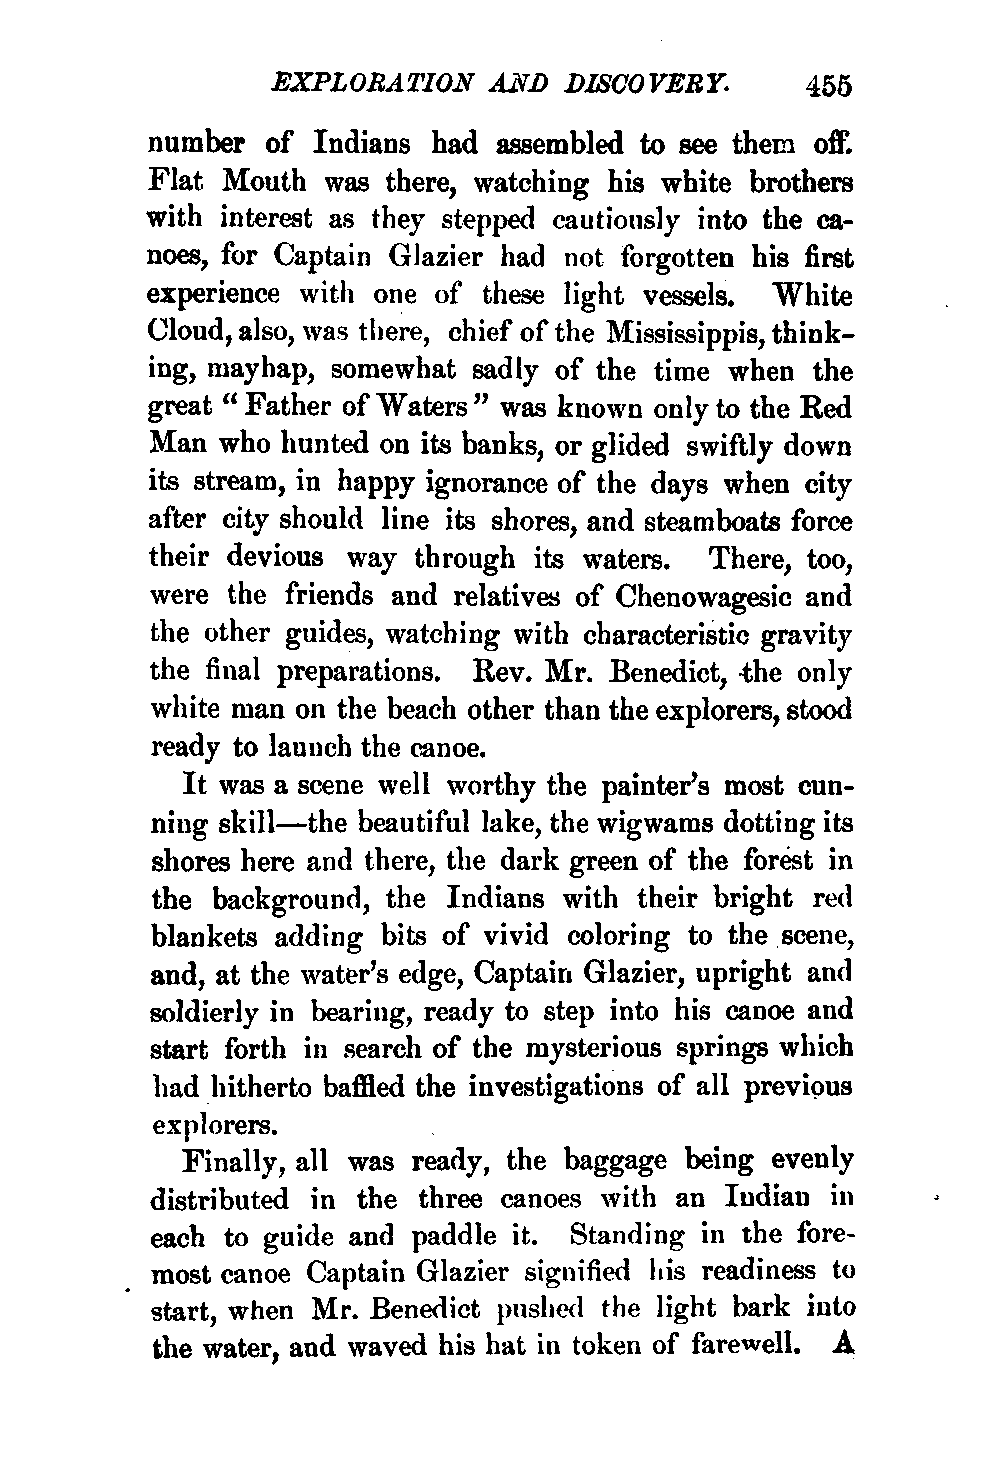 EXPLORATION AND DISCOVERY. 455
number of Indians had assembled to see them off.
Flat Mouth was there, watching his white brothers
with interest as they stepped cautiously into the ca-
noes, for Captain Glazier had not forgotten his first
experience with one of these light vessels. White
Cloud, also, was there, chief of the Mississippis, think-
ing, mayhap, somewhat sadly of the time when the
great “ Father of Waters ” was known only to the Red
Man who hunted on its banks, or glided swiftly down
its stream, in happy ignorance of the days when city
after city should line its shores, and steamboats force
their devious way through its waters. There, too,
were the friends and relatives of Chenowagesic and
the other guides, watching with characteristic gravity
the final preparations. Rev. Mr. Benedict, the only
white man on the beach other than the explorers, stood
ready to launch the canoe.
It was a scene well worthy the painter’s most cun-
ning skill—the beautiful lake, the wigwams dotting its
shores here and there, the dark green of the forest in
the background, the Indians with their bright red
blankets adding bits of vivid coloring to the scene,
and, at the water’s edge, Captain Glazier, upright and
soldierly in bearing, ready to step into his canoe and
start forth in search of the mysterious springs which
had hitherto baffled the investigations of all previous
explorers.
Finally, all was ready, the baggage being evenly
distributed in the three canoes with an Indian in
each to guide and paddle it. Standing in the fore-
most canoe Captain Glazier signified his readiness to
start, when Mr. Benedict pushed the light bark into
the water, and waved his hat in token of farewell. A